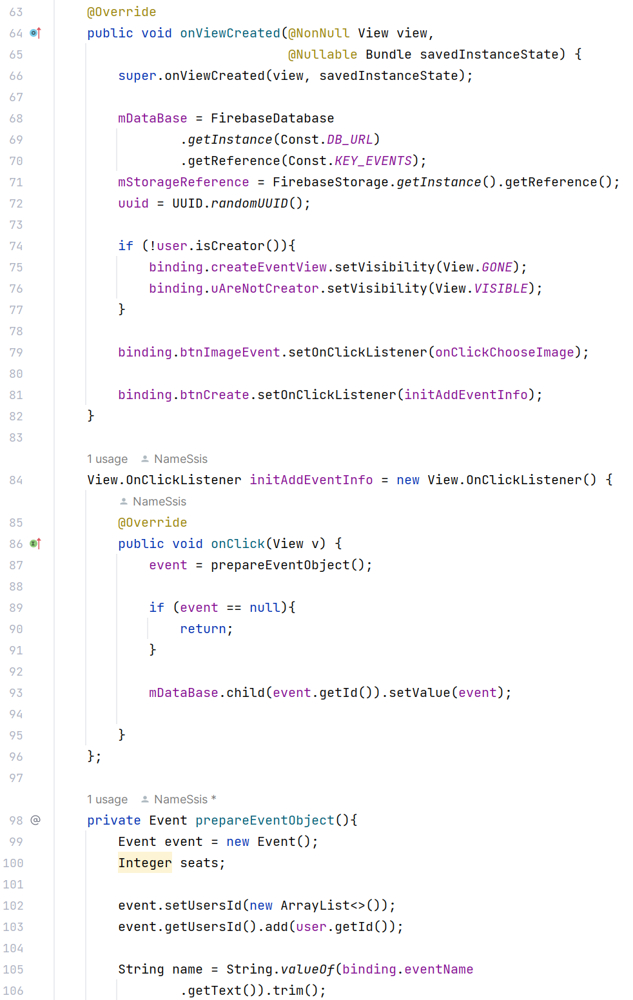 63 @Override
64 public void onViewCreated(@NonNull View view,
65 @Nullable Bundle savedInstanceState) {
66 super.onViewCreated(view, savedInstanceState);
67
68 mDataBase = FirebaseDatabase
69 .getInstance(Const.DB_URL)
70 .getReference(Const.KEY_EVENTS);
71 mStorageReference = FirebaseStorage.getInstance().getReference();
72 uuid = UUID.randomUUID();
73
74 if (!user.isCreator()){
75 binding.createEventView.setVisibility(View.GONE);
76 binding.uAreNotCreator.setVisibility(View.VISIBLE);
77 }
78
79 binding.btnImageEvent.setOnClickListener(onClickChooseImage);
80
81 binding.btnCreate.setOnClickListener(initAddEventInfo);
82 }
83
1 usage NameSsis
84 View.OnClickListener initAddEventInfo = new View.OnClickListener() {
NameSsis
85 @Override
86 public void onClick(View v) {
87 event = prepareEventObject();
88
89 if (event == null){
90 return;
91 }
92
93 mDataBase.child(event.getId()).setValue(event);
94
95 }
96 };
97
1 usage NameSsis *
98 @ private Event prepareEventObject(){
99 Event event = new Event();
100 Integer seats;
101
102 event.setUsersId(new ArrayList<>());
103 event.getUsersId().add(user.getId());
104
105 String name = String.valueOf(binding.eventName
106 .getText()).trim();